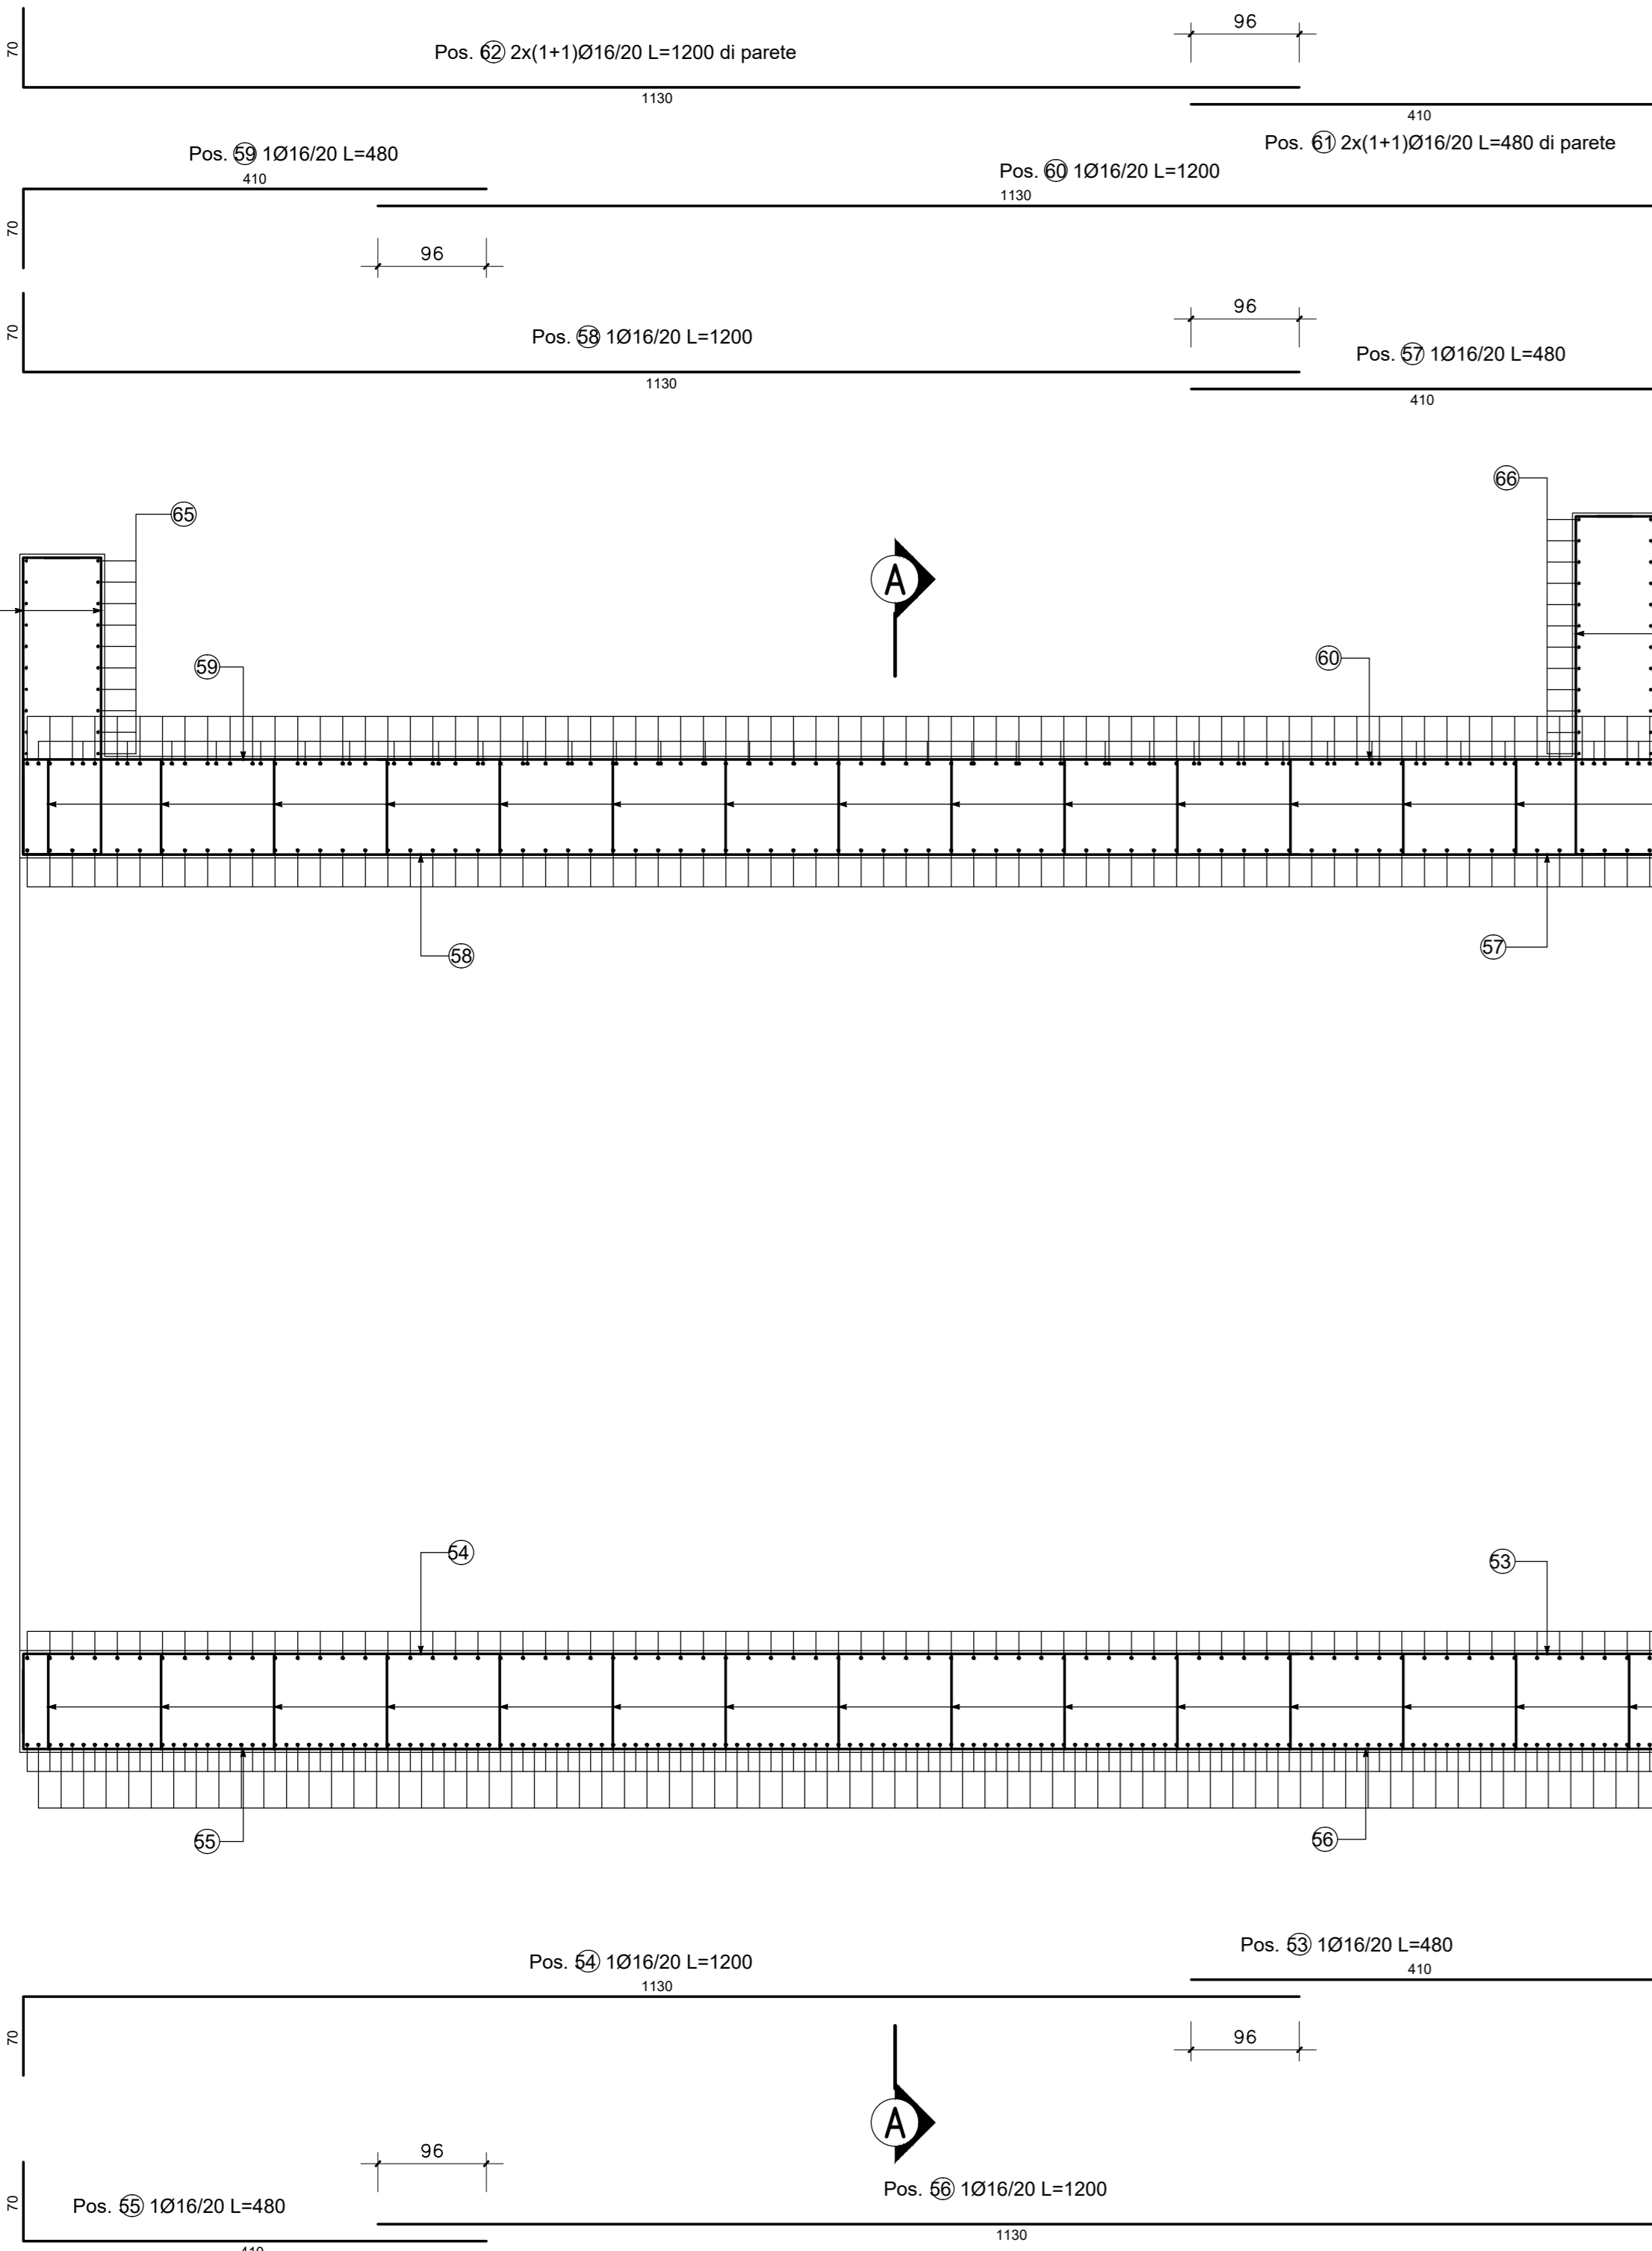 96
70
Pos. 62 2x(1+1)Ø16/20 L=1200 di parete
1130
410
Pos. 61 2x(1+1)Ø16/20 L=480 di parete
Pos. 59 1Ø16/20 L=480
410
Pos. 60 1Ø16/20 L=1200
1130
70
96
70
96
Pos. 58 1Ø16/20 L=1200
Pos. 57 1Ø16/20 L=480
1130
410
66
65
A
59
60
58
57
54
53
55
56
Pos. 53 1Ø16/20 L=480
410
Pos. 54 1Ø16/20 L=1200
1130
70
96
A
96
Pos. 56 1Ø16/20 L=1200
70
Pos. 55 1Ø16/20 L=480
1130
410